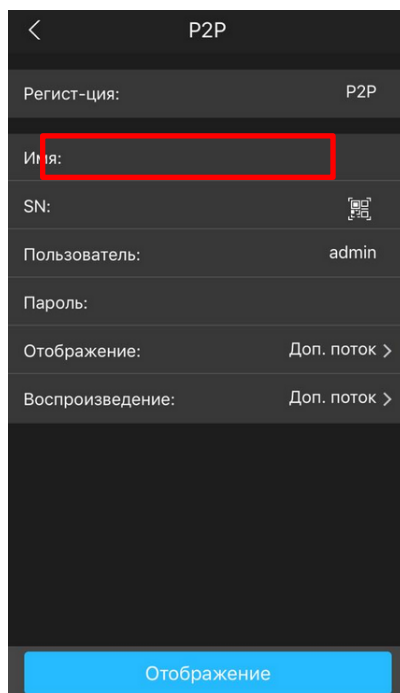 P2P
Регист-ция: P2P
Имя:
SN:
Пользователь: admin
Пароль:
Отображение: Доп. поток
Воспроизведение: Доп. поток
Отображение